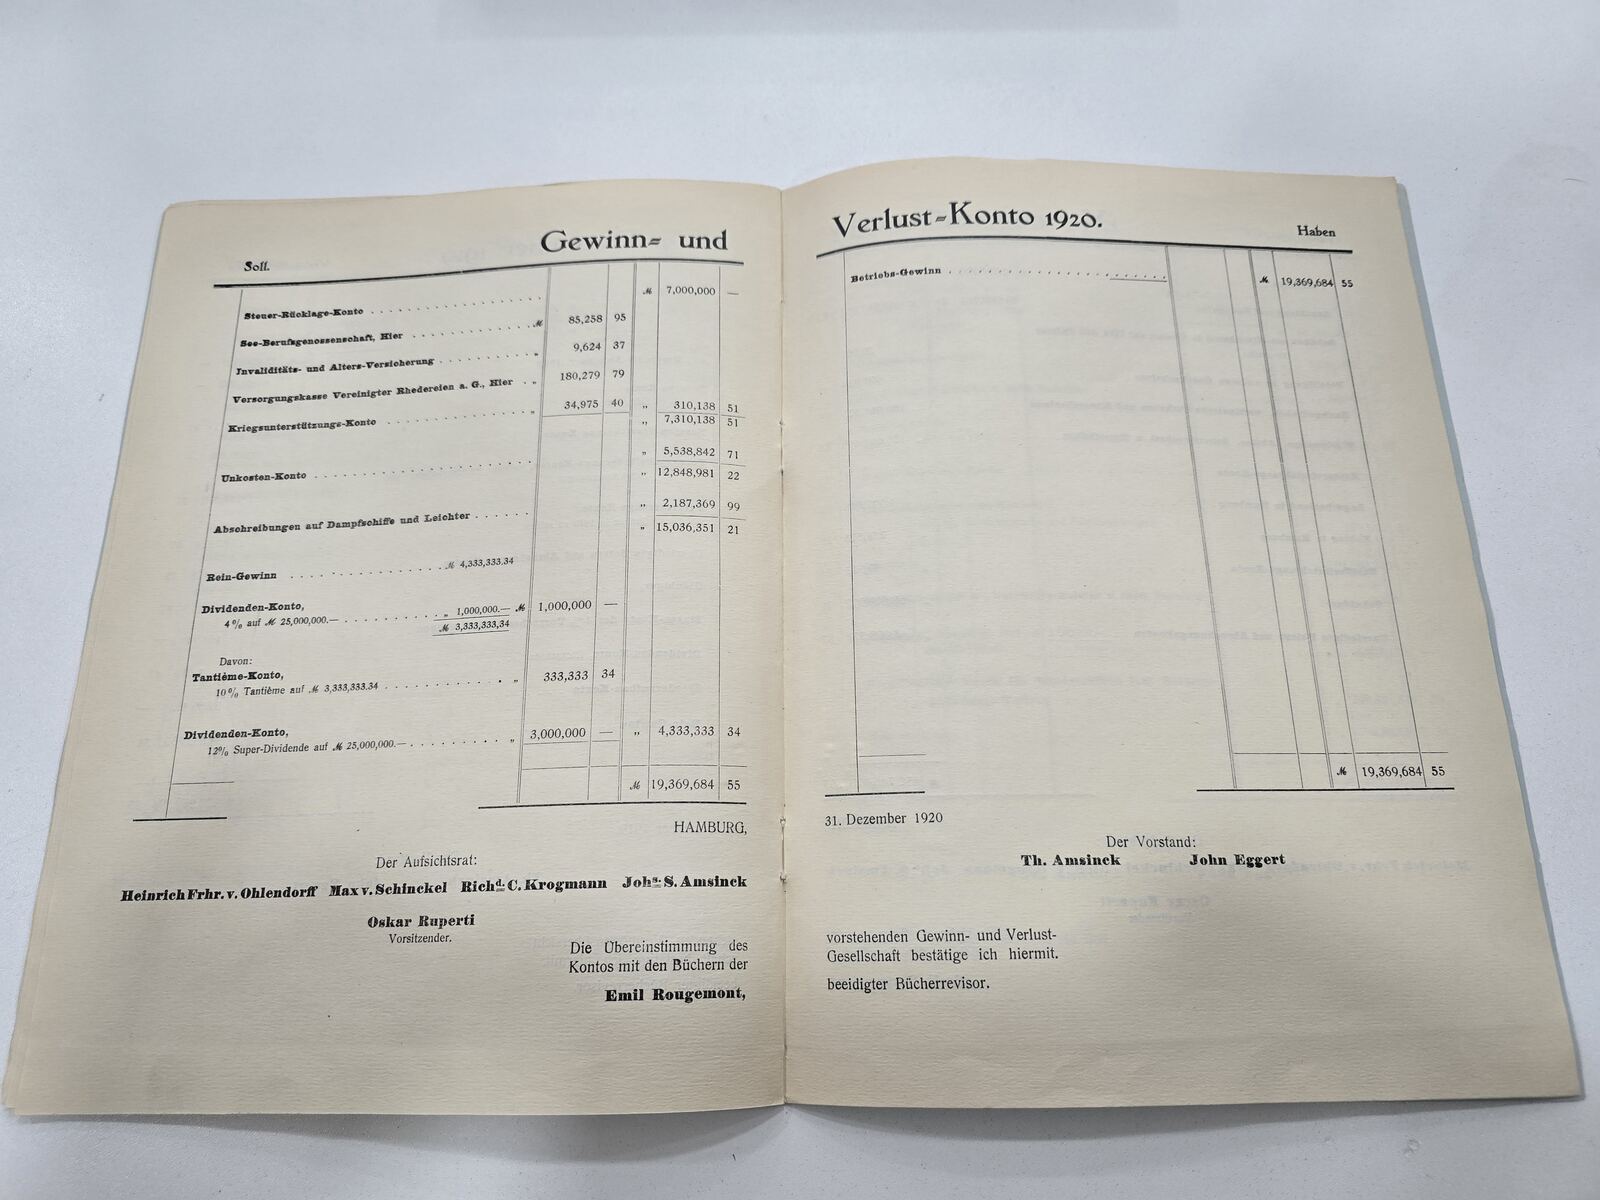 Gewinn= und Verlust=Konto 1920.
Soll. Haben
Steuer-Rücklage-Konto ℳ 7,000,000 —
See-Berufsgenossenschaft, Hier ℳ 85,258 95
Invaliditäts- und Alters-Versicherung „ 9,624 37
Versorgungskasse Vereinigter Rhedereien a. G., Hier „ 180,279 79
Kriegsunterstützungs-Konto „ 34,975 40 „ 310,138 51
„ 7,310,138 51
Unkosten-Konto „ 5,538,842 71
„ 12,848,981 22
Abschreibungen auf Dampfschiffe und Leichter „ 2,187,369 99
„ 15,036,351 21
Rein-Gewinn ℳ 4,333,333.34
Dividenden-Konto,
4% auf ℳ 25,000,000.— „ 1,000,000.— ℳ 1,000,000 —
ℳ 3,333,333,34
Davon:
Tantième-Konto,
10% Tantième auf ℳ 3,333,333.34 „ 333,333 34
Dividenden-Konto,
12% Super-Dividende auf ℳ 25,000,000.— „ 3,000,000 — „ 4,333,333 34
ℳ 19,369,684 55
Betriebs-Gewinn ℳ 19,369,684 55
ℳ 19,369,684 55
HAMBURG, 31. Dezember 1920
Der Aufsichtsrat:
Heinrich Frhr. v. Ohlendorff Max v. Schinckel Richd. C. Krogmann Johs. S. Amsinck
Oskar Ruperti
Vorsitzender.
Der Vorstand:
Th. Amsinck John Eggert
Die Übereinstimmung des vorstehenden Gewinn- und Verlust-
Kontos mit den Büchern der Gesellschaft bestätige ich hiermit.
Emil Rougemont, beeidigter Bücherrevisor.